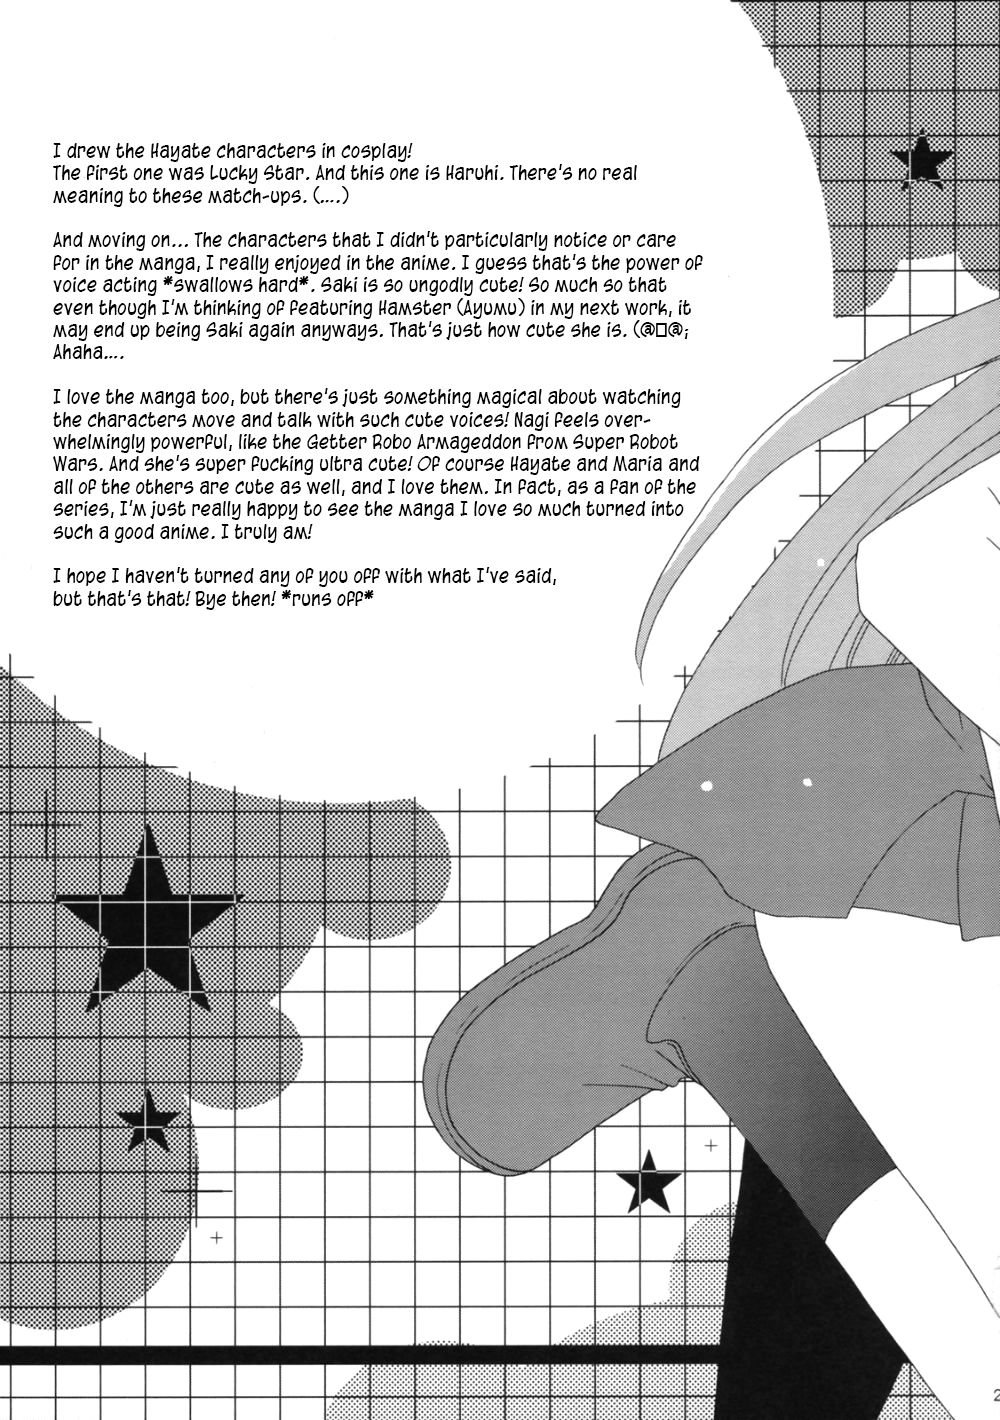 I drew the Hayate characters in cosplay!
The first one was Lucky Star. And this one is Haruhi. There's no real
meaning to these match-ups. (....)
And moving on... The characters that I didn't particularly notice or care
for in the manga, I really enjoyed in the anime. I guess that's the power of
voice acting *swallows hard*. Saki is so ungodly cute! So much so that
even though I'm thinking of featuring Hamster (Ayumu) in my next work, it
may end up being Saki again anyways. That's just how cute she is. (@□@;
Ahaha....
I love the manga too, but there's just something magical about watching
the characters move and talk with such cute voices! Nagi feels over-
whelmingly powerful, like the Getter Robo Armageddon from Super Robot
Wars. And she's super fucking ultra cute! Of course Hayate and Maria and
all of the others are cute as well, and I love them. In fact, as a fan of the
series, I'm just really happy to see the manga I love so much turned into
such a good anime. I truly am!
I hope I haven't turned any of you off with what I've said,
but that's that! Bye then! *runs off*
2